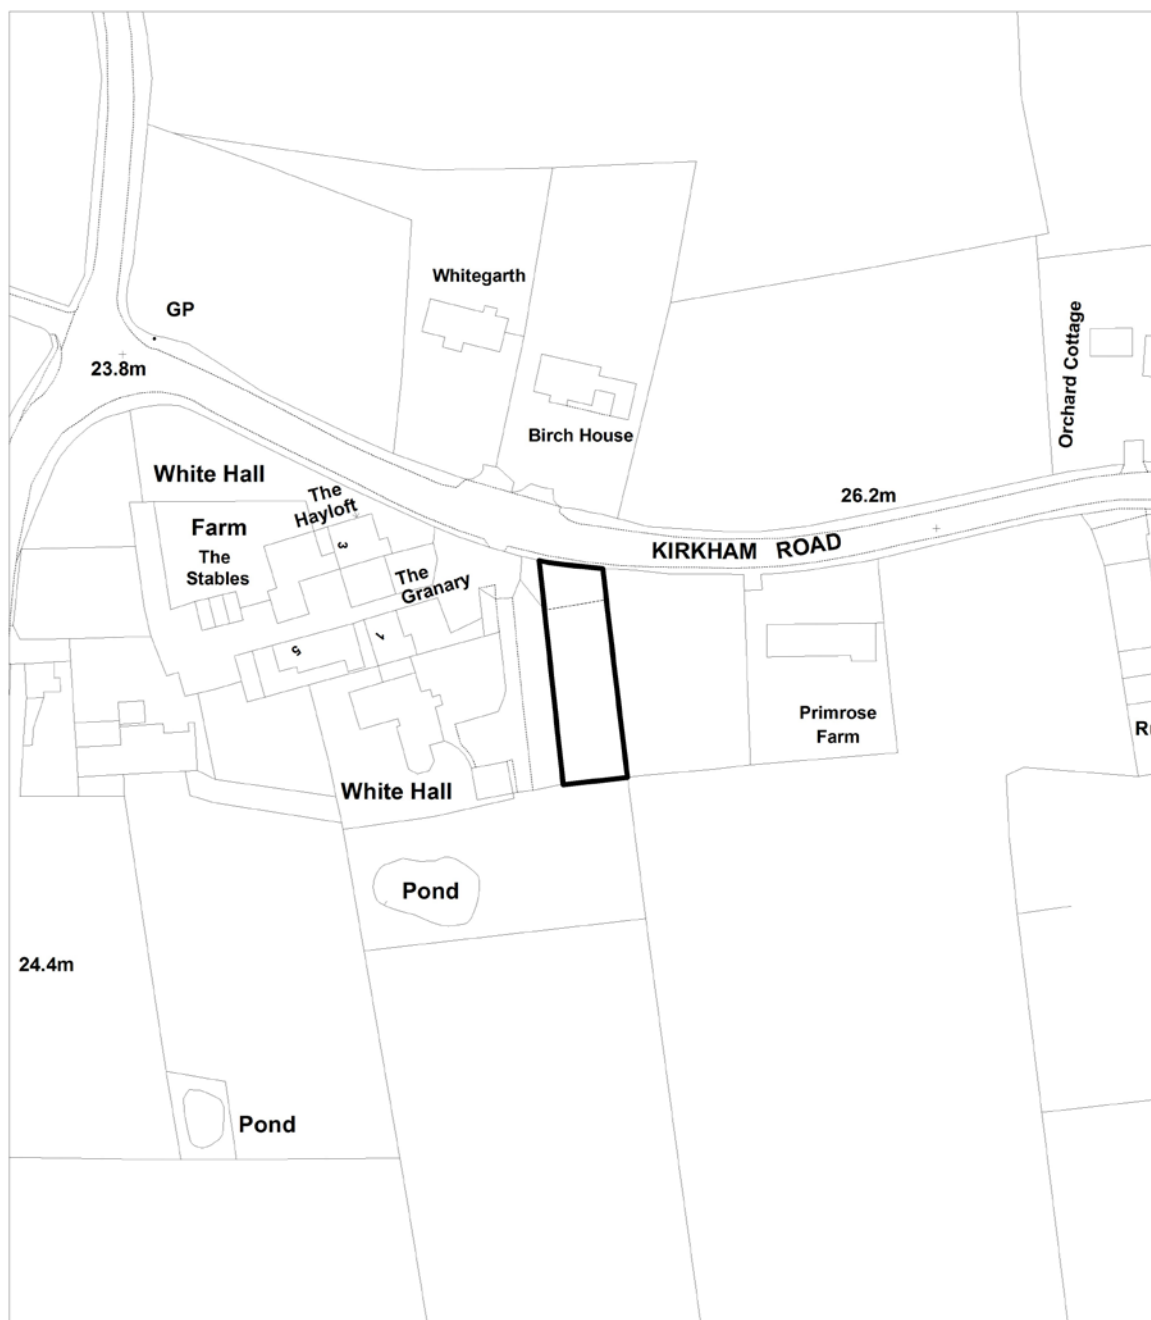 Whitegarth
GP
Orchard Cottage
23.8m
Birch House
White Hall
26.2m
The
Hayloft
Farm
3
KIRKHAM ROAD
The
Stables
The
Granary
1
5
Primrose
Farm
White Hall
Pond
24.4m
Pond